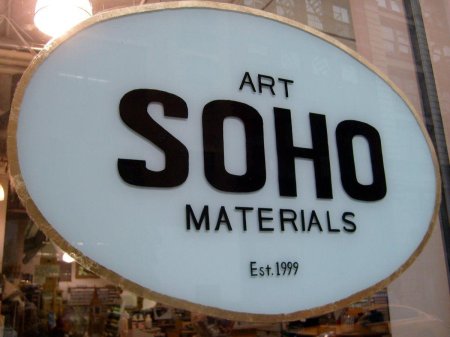 ART
SOHO
MATERIALS
Est.1999